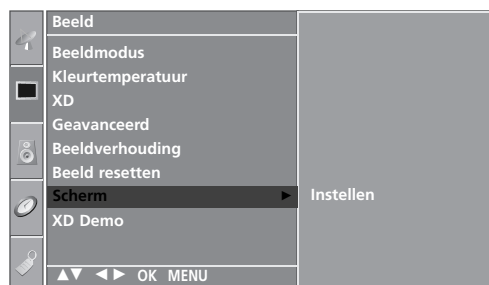 Beeld
Beeldmodus
Kleurtemperatuur
XD
Geavanceerd
Beeldverhouding
Beeld resetten
Scherm ► Instellen
XD Demo
▲▼ ◄► OK MENU